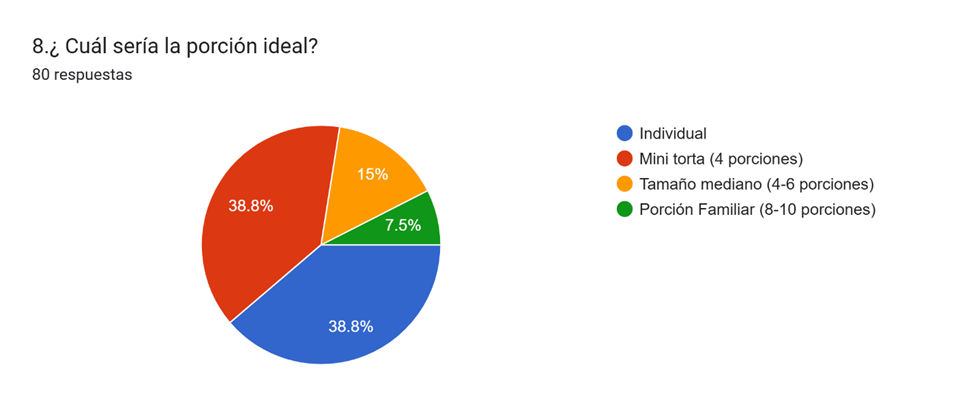 8.¿ Cuál sería la porción ideal?
80 respuestas
Individual
Mini torta (4 porciones)
Tamaño mediano (4-6 porciones)
Porción Familiar (8-10 porciones)
15%
38.8%
7.5%
38.8%